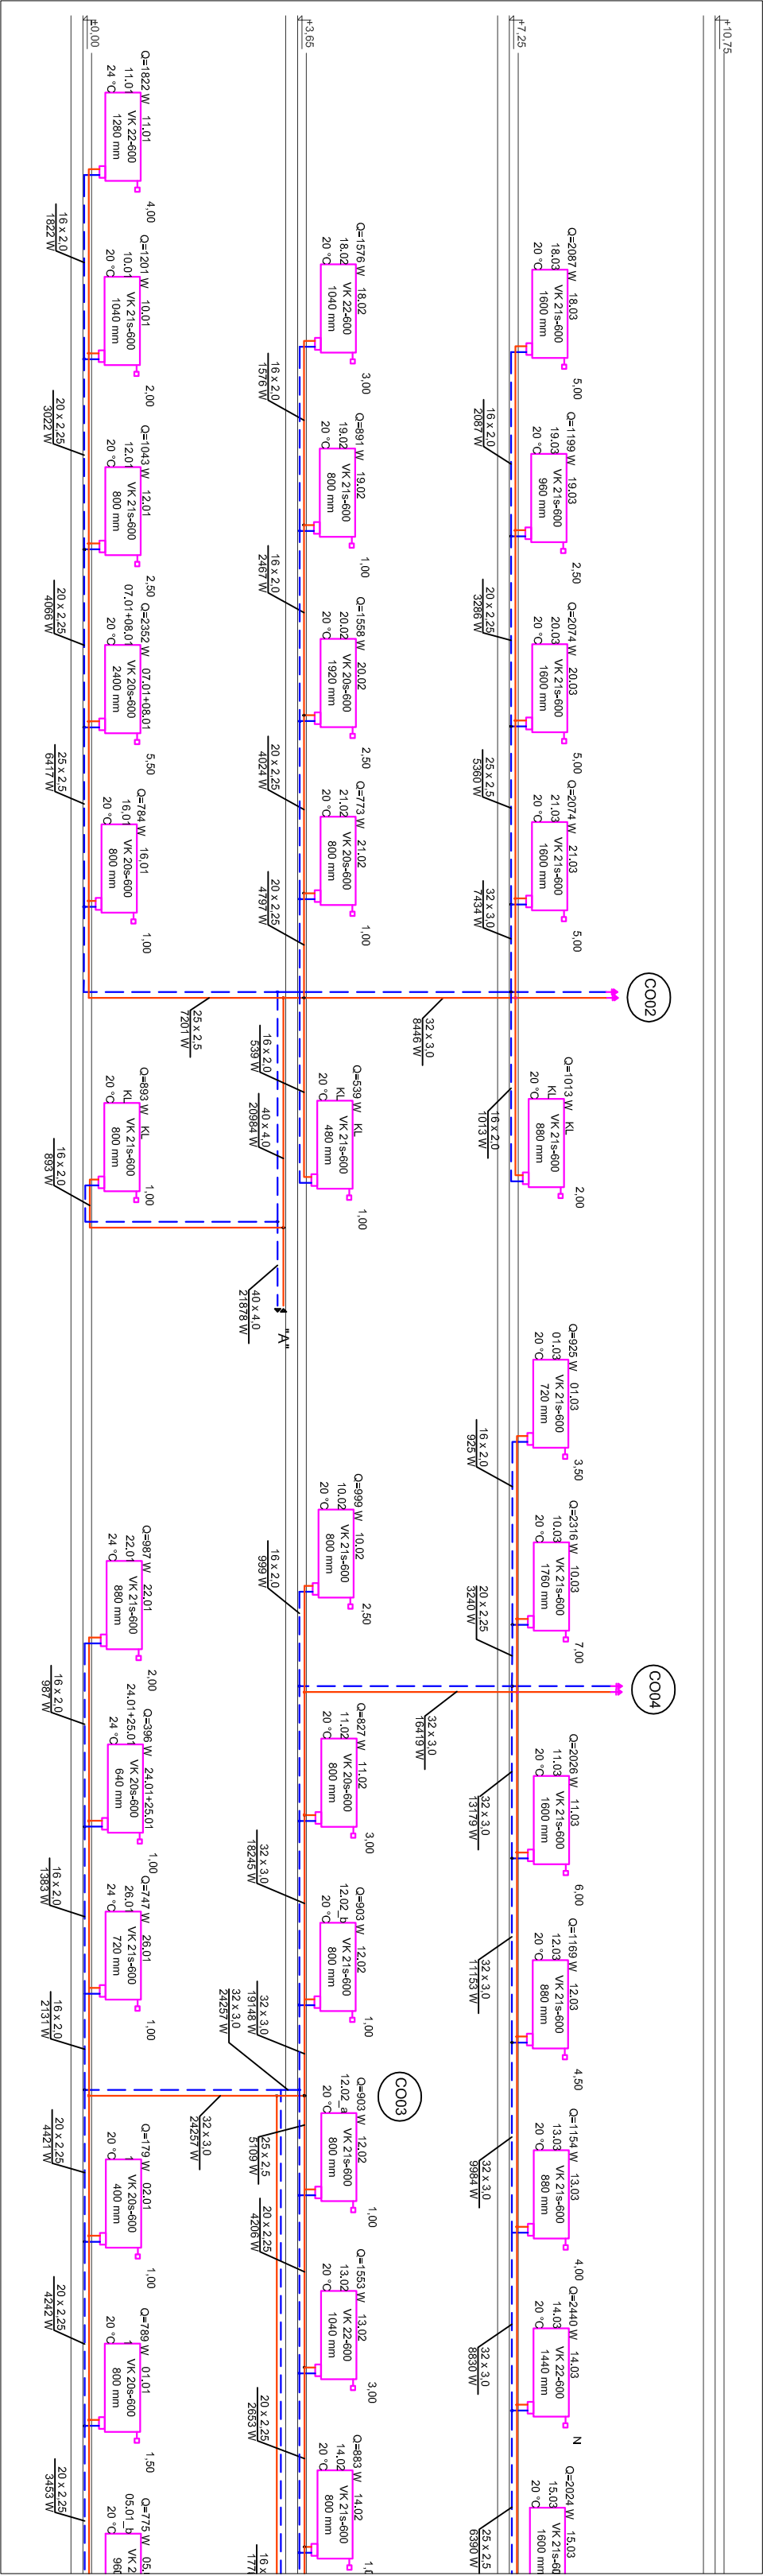 +10,75
+7,25
+3,65
±0,00
CO02
CO04
CO03
"A"
Q=2087 W 18.03
18.03
20 °C
VK 21s-600
1600 mm
5,00
16 x 2,0
2087 W
Q=1199 W 19.03
19.03
20 °C
VK 21s-600
960 mm
2,50
20 x 2,25
3286 W
Q=2074 W 20.03
20.03
20 °C
VK 21s-600
1600 mm
5,00
25 x 2,5
5360 W
Q=2074 W 21.03
21.03
20 °C
VK 21s-600
1600 mm
5,00
32 x 3,0
7434 W
32 x 3,0
8446 W
16 x 2,0
1013 W
Q=1013 W KL
KL
20 °C
VK 21s-600
880 mm
2,00
Q=925 W 01.03
01.03
20 °C
VK 21s-600
720 mm
3,50
16 x 2,0
925 W
Q=2316 W 10.03
10.03
20 °C
VK 21s-600
1760 mm
7,00
20 x 2,25
3240 W
32 x 3,0
16419 W
Q=2026 W 11.03
11.03
20 °C
VK 21s-600
1600 mm
6,00
32 x 3,0
13179 W
Q=1169 W 12.03
12.03
20 °C
VK 21s-600
880 mm
4,50
32 x 3,0
11153 W
Q=1154 W 13.03
13.03
20 °C
VK 21s-600
880 mm
4,00
32 x 3,0
9984 W
Q=2440 W 14.03
14.03
20 °C
VK 22-600
1440 mm
N
32 x 3,0
8830 W
Q=2024 W 15.03
15.03
20 °C
1600 mm
25 x 2,5
6390 W
Q=1576 W 18.02
18.02
20 °C
VK 22-600
1040 mm
3,00
16 x 2,0
1576 W
Q=891 W 19.02
19.02
20 °C
VK 21s-600
800 mm
1,00
16 x 2,0
2467 W
Q=1558 W 20.02
20.02
20 °C
VK 20s-600
1920 mm
2,50
20 x 2,25
4024 W
Q=773 W 21.02
21.02
20 °C
VK 20s-600
800 mm
1,00
20 x 2,25
4797 W
16 x 2,0
539 W
Q=539 W KL
KL
20 °C
VK 21s-600
480 mm
1,00
40 x 4,0
20984 W
40 x 4,0
21878 W
25 x 2,5
7201 W
Q=999 W 10.02
10.02
20 °C
VK 21s-600
800 mm
2,50
16 x 2,0
999 W
Q=827 W 11.02
11.02
20 °C
VK 20s-600
800 mm
3,00
32 x 3,0
18245 W
Q=903 W 12.02
12.02_b
20 °C
VK 21s-600
800 mm
1,00
32 x 3,0
19148 W
32 x 3,0
24257 W
32 x 3,0
24257 W
Q=903 W 12.02
12.02_a
20 °C
VK 21s-600
800 mm
1,00
25 x 2,5
5109 W
20 x 2,25
4206 W
Q=1553 W 13.02
13.02
20 °C
VK 22-600
1040 mm
3,00
20 x 2,25
2653 W
Q=883 W 14.02
14.02
20 °C
VK 21s-600
800 mm
Q=1822 W 11.01
11.01
24 °C
VK 22-600
1280 mm
4,00
16 x 2,0
1822 W
Q=1201 W 10.01
10.01
20 °C
VK 21s-600
1040 mm
2,00
20 x 2,25
3022 W
Q=1043 W 12.01
12.01
20 °C
VK 21s-600
800 mm
2,50
20 x 2,25
4066 W
Q=2352 W 07.01+08.01
07.01+08.01
20 °C
VK 20s-600
2400 mm
5,50
25 x 2,5
6417 W
Q=784 W 16.01
16.01
20 °C
VK 20s-600
800 mm
1,00
Q=893 W KL
KL
20 °C
VK 21s-600
800 mm
1,00
16 x 2,0
893 W
Q=987 W 22.01
22.01
24 °C
VK 21s-600
880 mm
2,00
16 x 2,0
987 W
Q=396 W 24.01+25.01
24.01+25.01
24 °C
VK 20s-600
640 mm
1,00
16 x 2,0
1383 W
Q=747 W 26.01
26.01
24 °C
VK 21s-600
720 mm
1,00
16 x 2,0
2131 W
20 x 2,25
4421 W
Q=179 W 02.01
20 °C
VK 20s-600
400 mm
1,00
20 x 2,25
4242 W
Q=789 W 01.01
20 °C
VK 20s-600
800 mm
1,50
20 x 2,25
3453 W
Q=775 W
05.01_b
20 °C